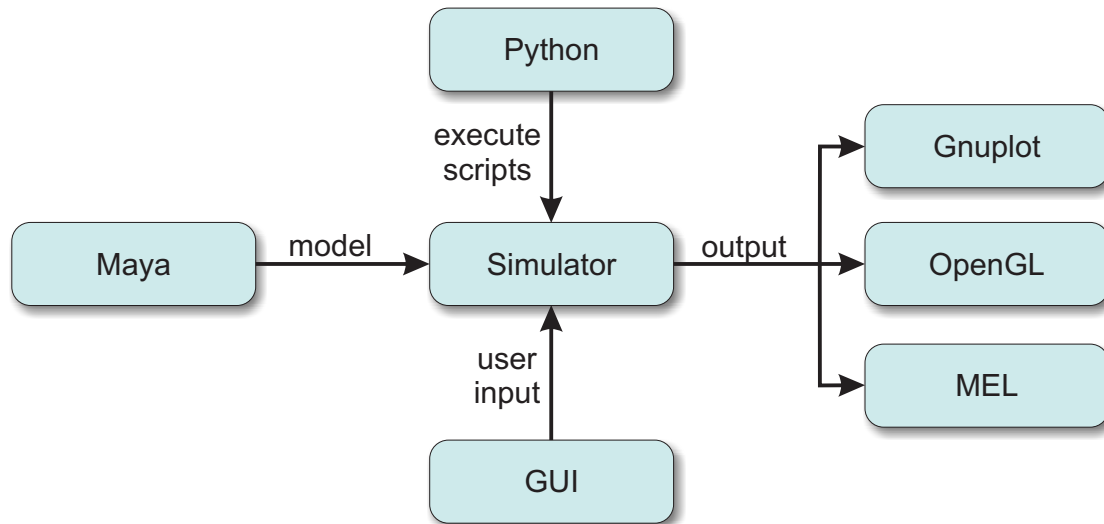 Python
execute
scripts
Gnuplot
Maya
model
Simulator
output
OpenGL
user
input
MEL
GUI